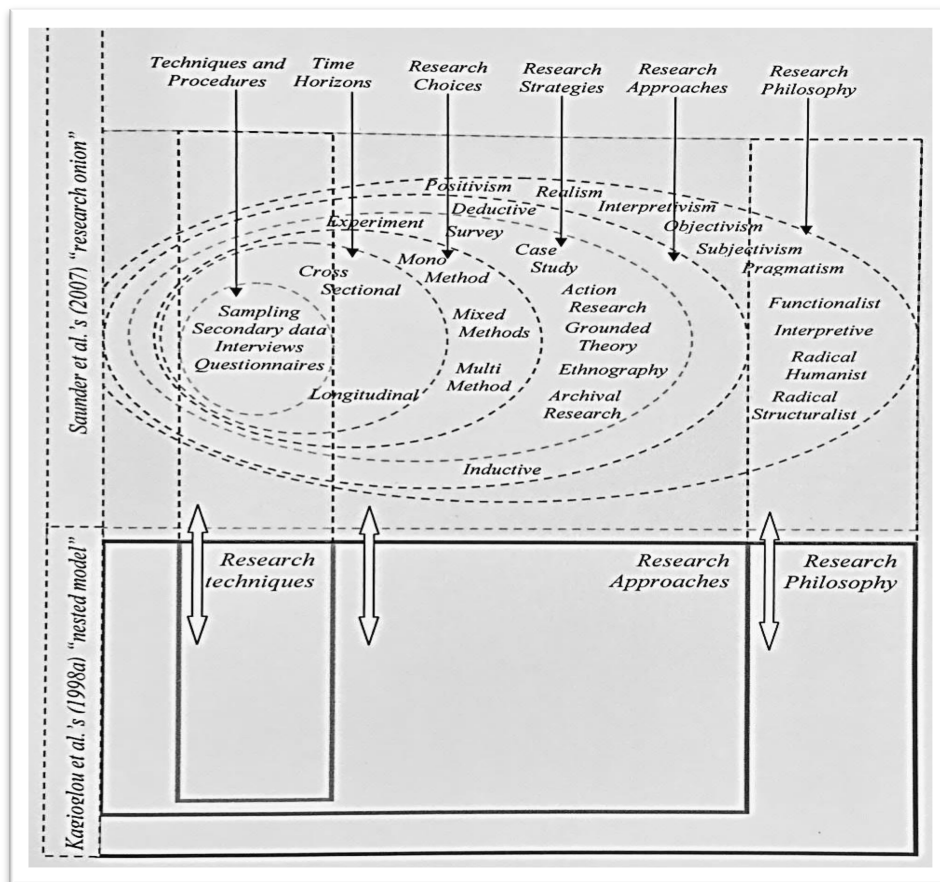 Techniques and
Procedures
Time
Horizons
Research
Choices
Research
Strategies
Research
Approaches
Research
Philosophy
Saunder et al.'s (2007) "research onion"
Positivism
Realism
Interpretivism
Objectivism
Subjectivism
Pragmatism
Deductive
Experiment
Survey
Case
Study
Mono
Method
Cross
Sectional
Action
Research
Grounded
Theory
Ethnography
Archival
Research
Mixed
Methods
Multi
Method
Sampling
Secondary data
Interviews
Questionnaires
Longitudinal
Inductive
Functionalist
Interpretive
Radical
Humanist
Radical
Structuralist
Kagioglou et al.'s (1998a) "nested model"
Research
techniques
Research
Approaches
Research
Philosophy